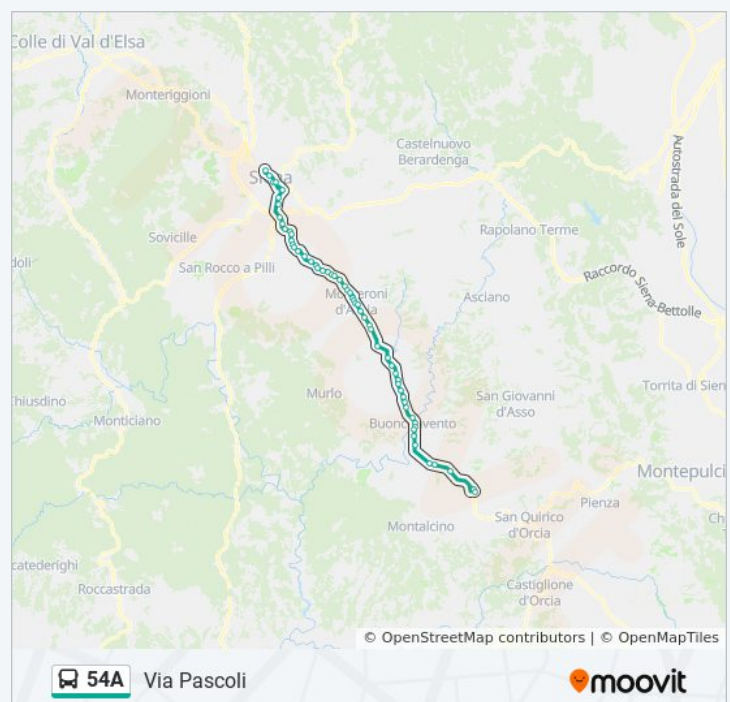 Colle di Val d'Elsa
Monteriggioni
Castelnuovo
Berardenga
Autostrada del Sole
Sovicille
Rapolano Terme
San Rocco a Pilli
Raccordo Siena-Bettolle
Asciano
Murlo
San Giovanni
d'Asso
Torrita di Sien
Chiusdino
Monticiano
Montepulci
Pienza
Montalcino
San Quirico
d'Orcia
Castiglione
d'Orcia
Roccastrada
© OpenStreetMap contributors | © OpenMapTiles
54A Via Pascoli
moovit